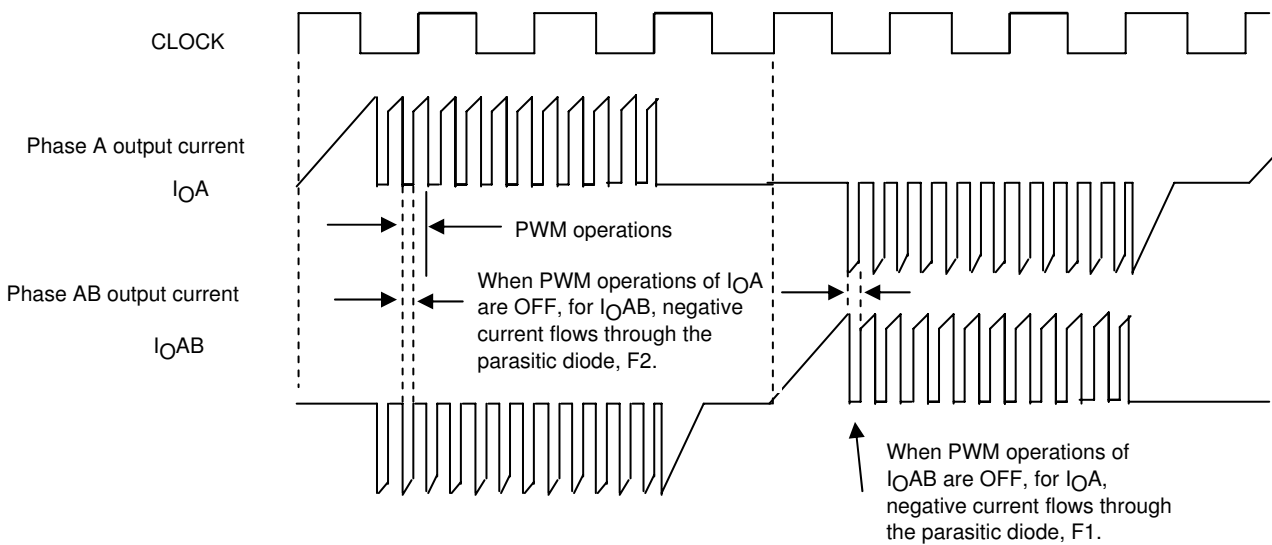 CLOCK
Phase A output current
IOA
PWM operations
Phase AB output current
IOAB
When PWM operations of IOA
are OFF, for IOAB, negative
current flows through the
parasitic diode, F2.
When PWM operations of
IOAB are OFF, for IOA,
negative current flows through
the parasitic diode, F1.